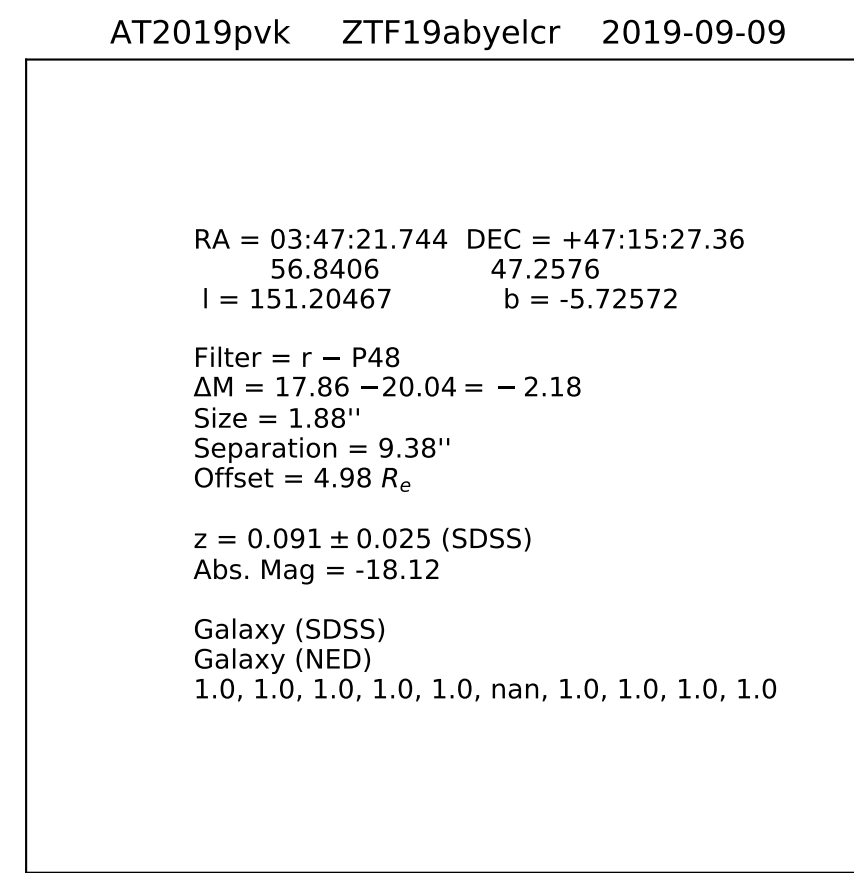 AT2019pvk ZTF19abyelcr 2019-09-09
RA = 03:47:21.744 DEC = +47:15:27.36
56.8406 47.2576
l = 151.20467 b = -5.72572
Filter = r − P48
ΔM = 17.86 −20.04 = − 2.18
Size = 1.88''
Separation = 9.38''
Offset = 4.98 Re
z = 0.091 ± 0.025 (SDSS)
Abs. Mag = -18.12
Galaxy (SDSS)
Galaxy (NED)
1.0, 1.0, 1.0, 1.0, 1.0, nan, 1.0, 1.0, 1.0, 1.0